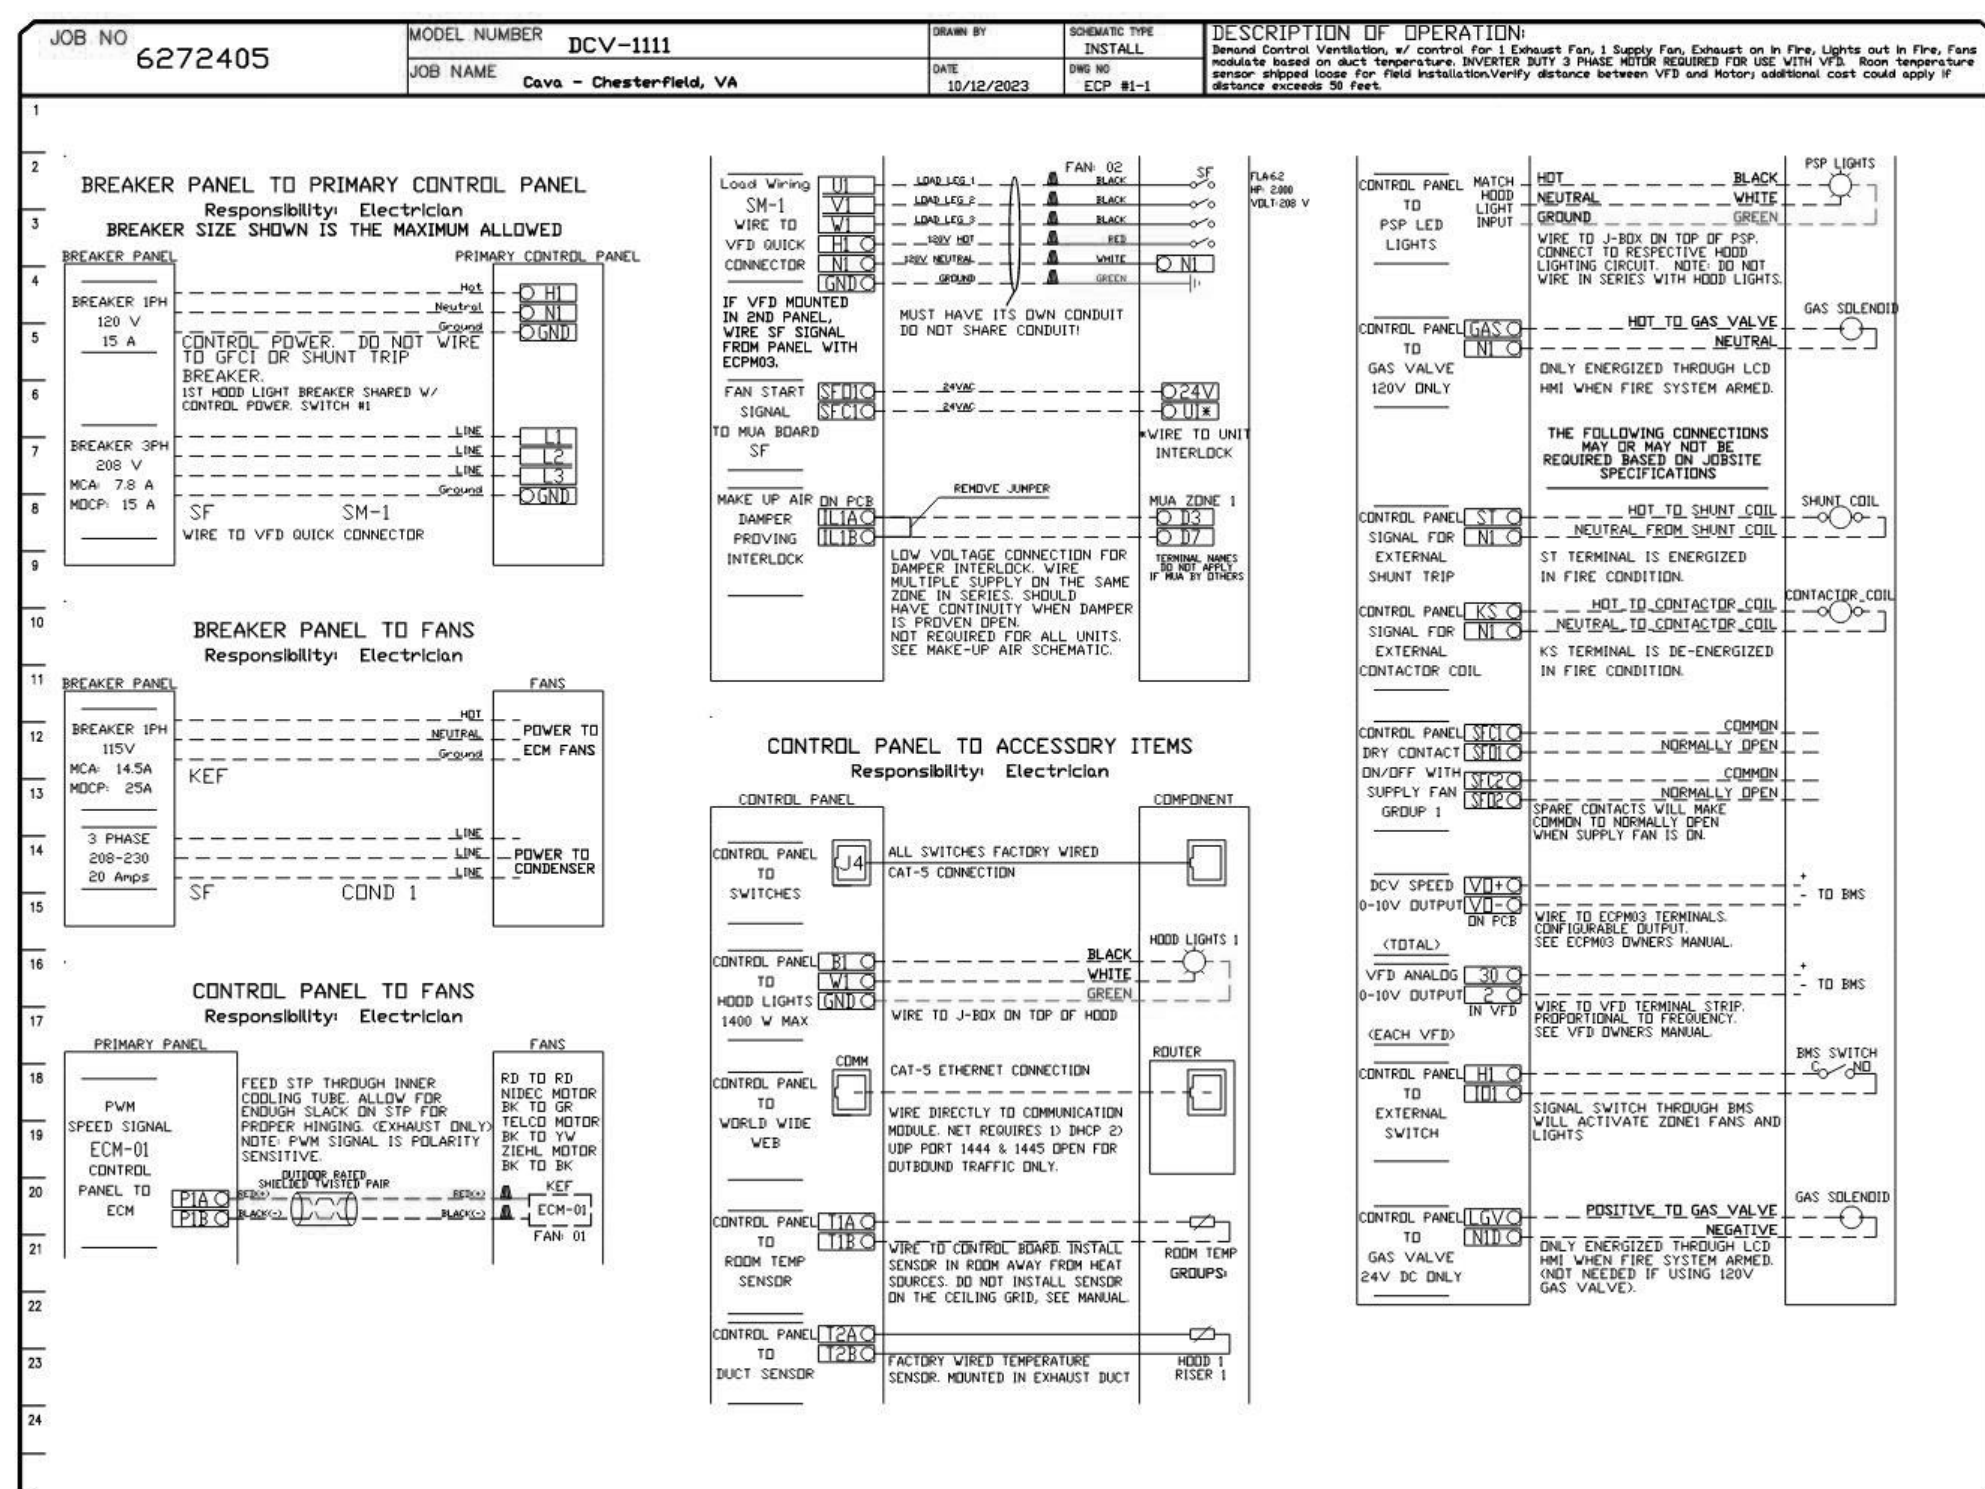 JOB NO 6272405
MODEL NUMBER DCV-1111
JOB NAME Cava - Chesterfield, VA
DRAWN BY
DATE 10/12/2023
SCHEMATIC TYPE INSTALL
DWG NO ECP #1-1
DESCRIPTION OF OPERATION:
Demand Control Ventilation, w/ control for 1 Exhaust Fan, 1 Supply Fan, Exhaust on in Fire, Lights out in Fire, Fans
modulate based on duct temperature. INVERTER DUTY 3 PHASE MOTOR REQUIRED FOR USE WITH VFD. Room temperature
sensor shipped loose for field installation.Verify distance between VFD and Motor; additional cost could apply if
distance exceeds 50 feet.
1
2
3
4
5
6
7
8
9
10
11
12
13
14
15
16
17
18
19
20
21
22
23
24
BREAKER PANEL TO PRIMARY CONTROL PANEL
Responsibility: Electrician
BREAKER SIZE SHOWN IS THE MAXIMUM ALLOWED
BREAKER PANEL
PRIMARY CONTROL PANEL
BREAKER 1PH
120 V
15 A
Hot H1
Neutral N1
Ground GND
CONTROL POWER. DO NOT WIRE
TO GFCI OR SHUNT TRIP
BREAKER.
1ST HOOD LIGHT BREAKER SHARED W/
CONTROL POWER. SWITCH #1
BREAKER 3PH
208 V
MCA: 7.8 A
MOCP: 15 A
LINE L1
LINE L2
LINE L3
Ground GND
SF SM-1
WIRE TO VFD QUICK CONNECTOR
BREAKER PANEL TO FANS
Responsibility: Electrician
BREAKER PANEL
FANS
BREAKER 1PH
115V
MCA: 14.5A
MOCP: 25A
HOT
NEUTRAL
Ground
POWER TO
ECM FANS
KEF
3 PHASE
208-230
20 Amps
LINE
LINE
LINE
POWER TO
CONDENSER
SF COND 1
CONTROL PANEL TO FANS
Responsibility: Electrician
PRIMARY PANEL
FANS
PWM
SPEED SIGNAL
ECM-01
CONTROL
PANEL TO
ECM
P1A
P1B
FEED STP THROUGH INNER
COOLING TUBE. ALLOW FOR
ENOUGH SLACK ON STP FOR
PROPER HINGING. (EXHAUST ONLY)
NOTE: PWM SIGNAL IS POLARITY
SENSITIVE.
OUTDOOR RATED
SHIELDED TWISTED PAIR
RED(+) RED(+)
BLACK(-) BLACK(-)
RD TO RD
NIDEC MOTOR
BK TO GR
TELCO MOTOR
BK TO YW
ZIEHL MOTOR
BK TO BK
KEF
ECM-01
FAN: 01
Load Wiring
SM-1
WIRE TO
VFD QUICK
CONNECTOR
U1 LOAD LEG 1 BLACK
V1 LOAD LEG 2 BLACK
W1 LOAD LEG 3 BLACK
H1 120V HOT RED
N1 120V NEUTRAL WHITE N1
GND GROUND GREEN
FAN: 02
SF
FLA:6.2
HP: 2.000
VOLT:208 V
IF VFD MOUNTED
IN 2ND PANEL,
WIRE SF SIGNAL
FROM PANEL WITH
ECPM03.
MUST HAVE ITS OWN CONDUIT
DO NOT SHARE CONDUIT!
FAN START
SIGNAL
TO MUA BOARD
SF
SFO1 24VAC 24V
SFC1 24VAC U1*
*WIRE TO UNIT
INTERLOCK
MAKE UP AIR
DAMPER
PROVING
INTERLOCK
ON PCB
IL1A
IL1B
REMOVE JUMPER
MUA ZONE 1
D3
D7
TERMINAL NAMES
DO NOT APPLY
IF MUA BY OTHERS
LOW VOLTAGE CONNECTION FOR
DAMPER INTERLOCK. WIRE
MULTIPLE SUPPLY ON THE SAME
ZONE IN SERIES. SHOULD
HAVE CONTINUITY WHEN DAMPER
IS PROVEN OPEN.
NOT REQUIRED FOR ALL UNITS.
SEE MAKE-UP AIR SCHEMATIC.
CONTROL PANEL TO ACCESSORY ITEMS
Responsibility: Electrician
CONTROL PANEL
COMPONENT
CONTROL PANEL
TO
SWITCHES
J4
ALL SWITCHES FACTORY WIRED
CAT-5 CONNECTION
CONTROL PANEL
TO
HOOD LIGHTS
1400 W MAX
B1 BLACK
W1 WHITE
GND GREEN
HOOD LIGHTS 1
WIRE TO J-BOX ON TOP OF HOOD
CONTROL PANEL
TO
WORLD WIDE
WEB
COMM
CAT-5 ETHERNET CONNECTION
ROUTER
WIRE DIRECTLY TO COMMUNICATION
MODULE. NET REQUIRES 1) DHCP 2)
UDP PORT 1444 & 1445 OPEN FOR
OUTBOUND TRAFFIC ONLY.
CONTROL PANEL
TO
ROOM TEMP
SENSOR
T1A
T1B
WIRE TO CONTROL BOARD. INSTALL
SENSOR IN ROOM AWAY FROM HEAT
SOURCES. DO NOT INSTALL SENSOR
ON THE CEILING GRID, SEE MANUAL.
ROOM TEMP
GROUPS:
CONTROL PANEL
TO
DUCT SENSOR
T2A
T2B
FACTORY WIRED TEMPERATURE
SENSOR. MOUNTED IN EXHAUST DUCT
HOOD 1
RISER 1
CONTROL PANEL
TO
PSP LED
LIGHTS
MATCH
HOOD
LIGHT
INPUT
HOT BLACK
NEUTRAL WHITE
GROUND GREEN
PSP LIGHTS
WIRE TO J-BOX ON TOP OF PSP.
CONNECT TO RESPECTIVE HOOD
LIGHTING CIRCUIT. NOTE: DO NOT
WIRE IN SERIES WITH HOOD LIGHTS.
CONTROL PANEL
TO
GAS VALVE
120V ONLY
GAS HOT TO GAS VALVE
N1 NEUTRAL
GAS SOLENOID
ONLY ENERGIZED THROUGH LCD
HMI WHEN FIRE SYSTEM ARMED.
THE FOLLOWING CONNECTIONS
MAY OR MAY NOT BE
REQUIRED BASED ON JOBSITE
SPECIFICATIONS
CONTROL PANEL
SIGNAL FOR
EXTERNAL
SHUNT TRIP
ST HOT TO SHUNT COIL
N1 NEUTRAL FROM SHUNT COIL
SHUNT COIL
ST TERMINAL IS ENERGIZED
IN FIRE CONDITION.
CONTROL PANEL
SIGNAL FOR
EXTERNAL
CONTACTOR COIL
KS HOT TO CONTACTOR COIL
N1 NEUTRAL TO CONTACTOR COIL
CONTACTOR COIL
KS TERMINAL IS DE-ENERGIZED
IN FIRE CONDITION.
CONTROL PANEL
DRY CONTACT
ON/OFF WITH
SUPPLY FAN
GROUP 1
SFC1 COMMON
SFO1 NORMALLY OPEN
SFC2 COMMON
SFO2 NORMALLY OPEN
SPARE CONTACTS WILL MAKE
COMMON TO NORMALLY OPEN
WHEN SUPPLY FAN IS ON.
DCV SPEED
0-10V OUTPUT
(TOTAL)
VO+
VO-
ON PCB
+
- TO BMS
WIRE TO ECPM03 TERMINALS.
CONFIGURABLE OUTPUT.
SEE ECPM03 OWNERS MANUAL.
VFD ANALOG
0-10V OUTPUT
(EACH VFD)
30
2
IN VFD
+
- TO BMS
WIRE TO VFD TERMINAL STRIP.
PROPORTIONAL TO FREQUENCY.
SEE VFD OWNERS MANUAL.
CONTROL PANEL
TO
EXTERNAL
SWITCH
H1
IO1
BMS SWITCH
C NO
SIGNAL SWITCH THROUGH BMS
WILL ACTIVATE ZONE1 FANS AND
LIGHTS
CONTROL PANEL
TO
GAS VALVE
24V DC ONLY
LGV POSITIVE TO GAS VALVE
N1D NEGATIVE
GAS SOLENOID
ONLY ENERGIZED THROUGH LCD
HMI WHEN FIRE SYSTEM ARMED.
(NOT NEEDED IF USING 120V
GAS VALVE).